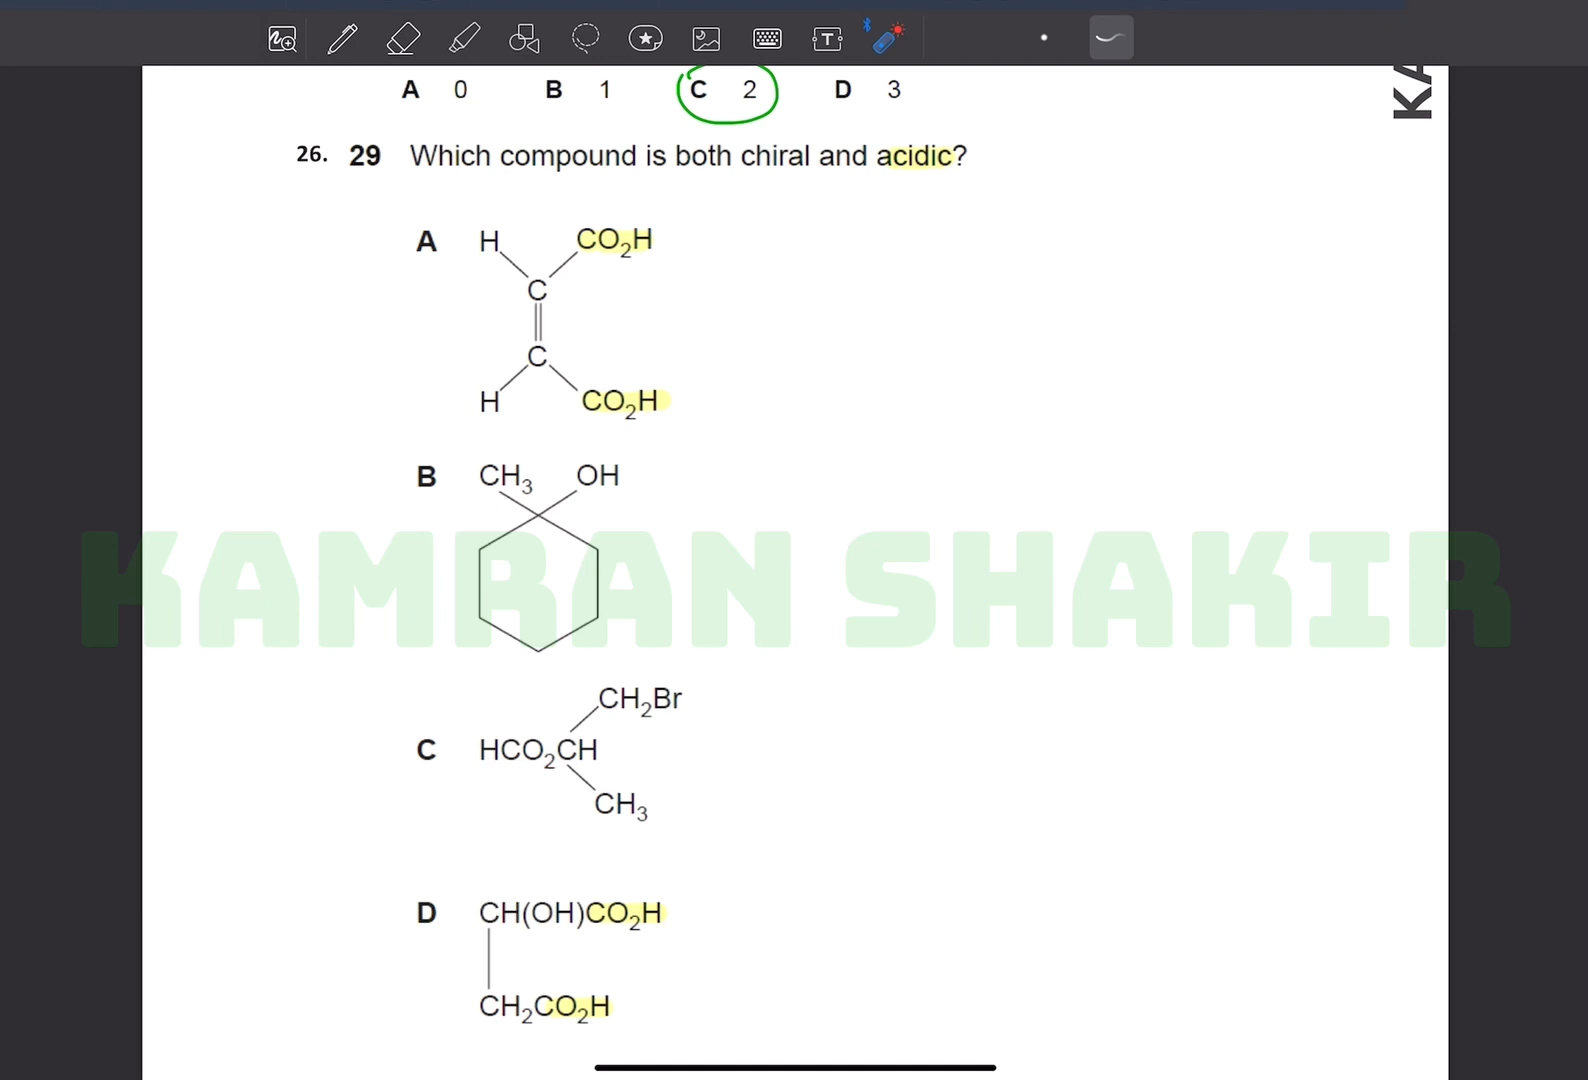 A 0 B 1 C 2 D 3
KA
26. 29 Which compound is both chiral and acidic?
A H CO₂H
C
C
H CO₂H
B CH₃ OH
KAMRAN SHAKIR
CH₂Br
C HCO₂CH
CH₃
D CH(OH)CO₂H
CH₂CO₂H